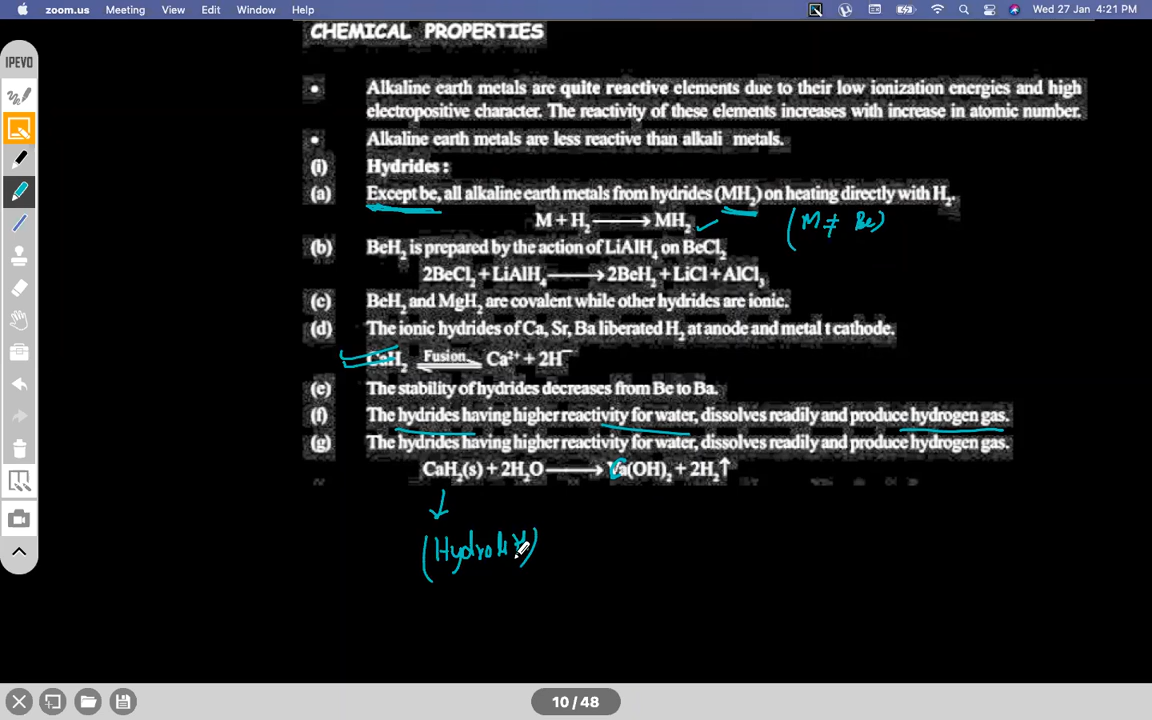 zoom.us Meeting View Edit Window Help Wed 27 Jan 4:21 PM
IPEVO
CHEMICAL PROPERTIES
• Alkaline earth metals are quite reactive elements due to their low ionization energies and high
electropositive character. The reactivity of these elements increases with increase in atomic number.
• Alkaline earth metals are less reactive than alkali metals.
(i) Hydrides :
(a) Except be, all alkaline earth metals from hydrides (MH₂) on heating directly with H₂.
M + H₂ ⟶ MH₂ (M ≠ Be)
(b) BeH₂ is prepared by the action of LiAlH₄ on BeCl₂
2BeCl₂ + LiAlH₄ ⟶ 2BeH₂ + LiCl + AlCl₃
(c) BeH₂ and MgH₂ are covalent while other hydrides are ionic.
(d) The ionic hydrides of Ca, Sr, Ba liberated H₂ at anode and metal t cathode.
CaH₂ Fusion Ca²⁺ + 2H⁻
(e) The stability of hydrides decreases from Be to Ba.
(f) The hydrides having higher reactivity for water, dissolves readily and produce hydrogen gas.
(g) The hydrides having higher reactivity for water, dissolves readily and produce hydrogen gas.
CaH₂(s) + 2H₂O ⟶ Ca(OH)₂ + 2H₂↑
10 / 48